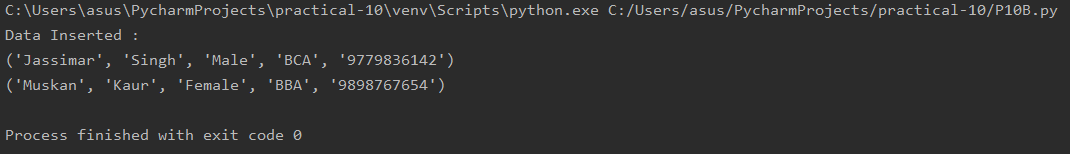 C:\Users\asus\PycharmProjects\practical-10\venv\Scripts\python.exe C:/Users/asus/PycharmProjects/practical-10/P10B.py
Data Inserted :
('Jassimar', 'Singh', 'Male', 'BCA', '9779836142')
('Muskan', 'Kaur', 'Female', 'BBA', '9898767654')
Process finished with exit code 0